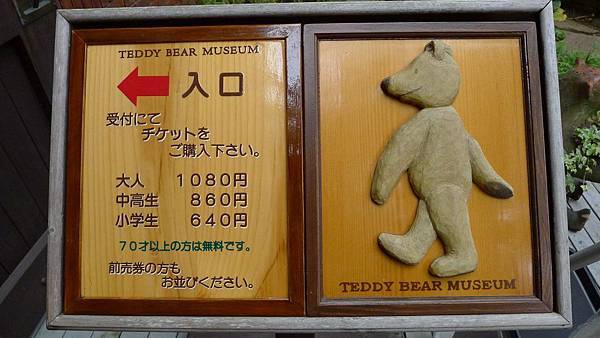 TEDDY BEAR MUSEUM
入口
受付にて
チケットを
ご購入下さい。
大人 1080円
中高生 860円
小学生 640円
70才以上の方は無料です。
前売券の方も
お並びください。
TEDDY BEAR MUSEUM